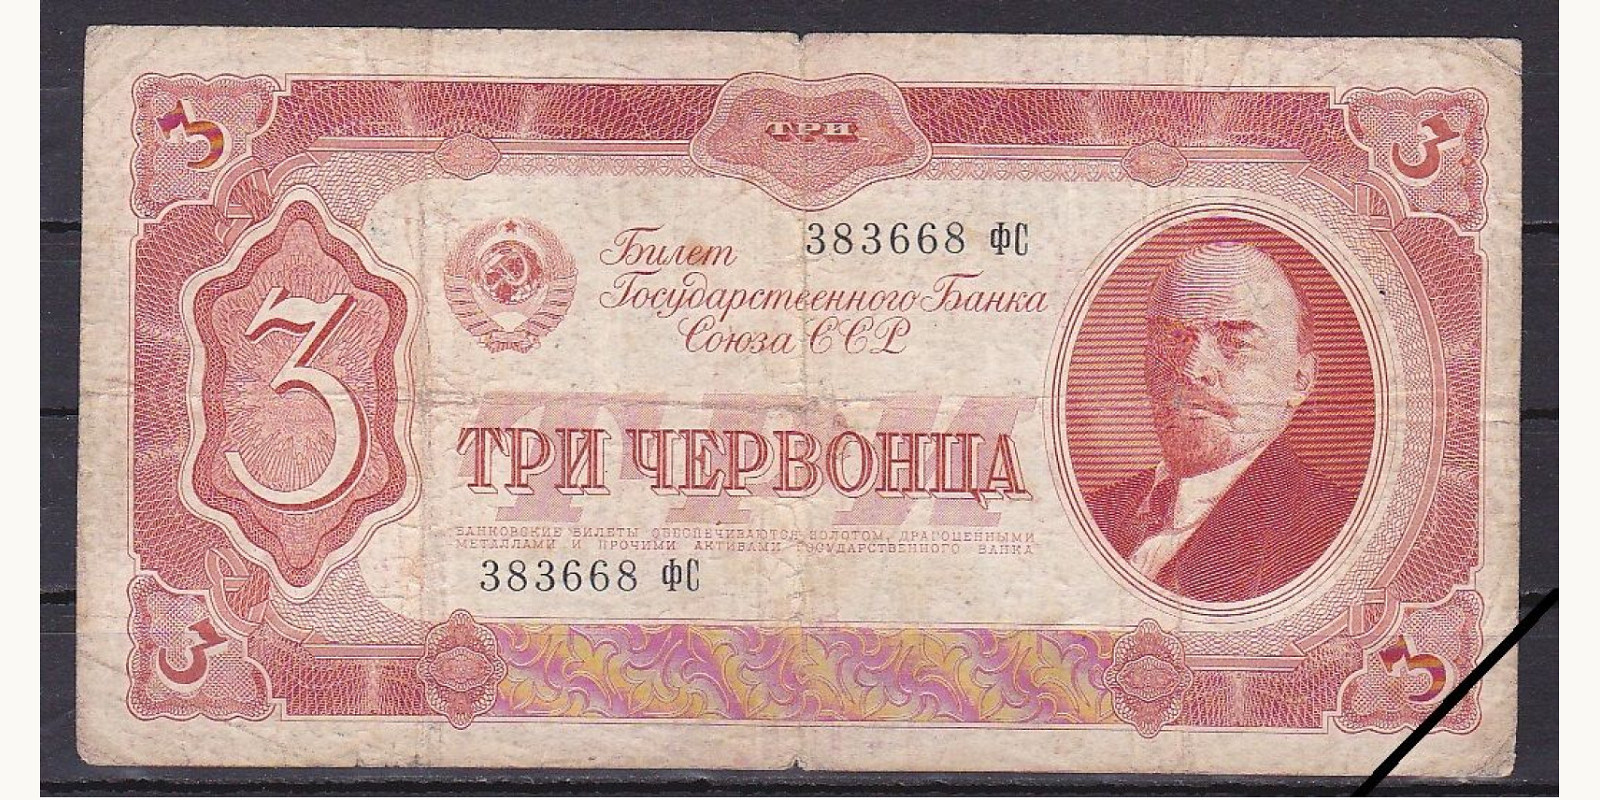 3 ТРИ 3
383668 ФС
Билет
Государственного Банка
Союза ССР
3
ТРИ
ТРИ ЧЕРВОНЦА
БАНКОВСКИЕ БИЛЕТЫ ОБЕСПЕЧИВАЮТСЯ ЗОЛОТОМ, ДРАГОЦЕННЫМИ
МЕТАЛЛАМИ И ПРОЧИМИ АКТИВАМИ ГОСУДАРСТВЕННОГО БАНКА
383668 ФС
3 3